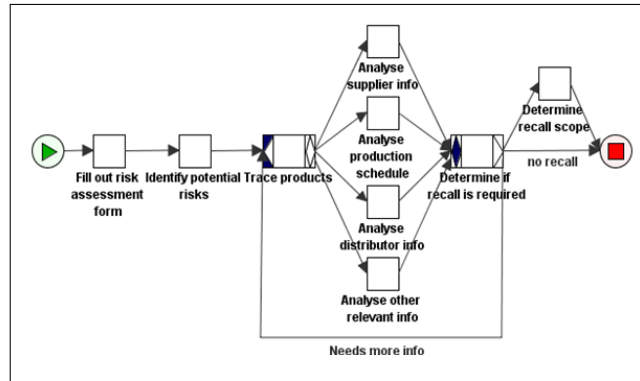 Fill out risk
assessment
form
Identify potential
risks
Trace products
Analyse
supplier info
Analyse
production
schedule
Analyse
distributor info
Analyse other
relevant info
Determine if
recall is required
Determine
recall scope
no recall
Needs more info